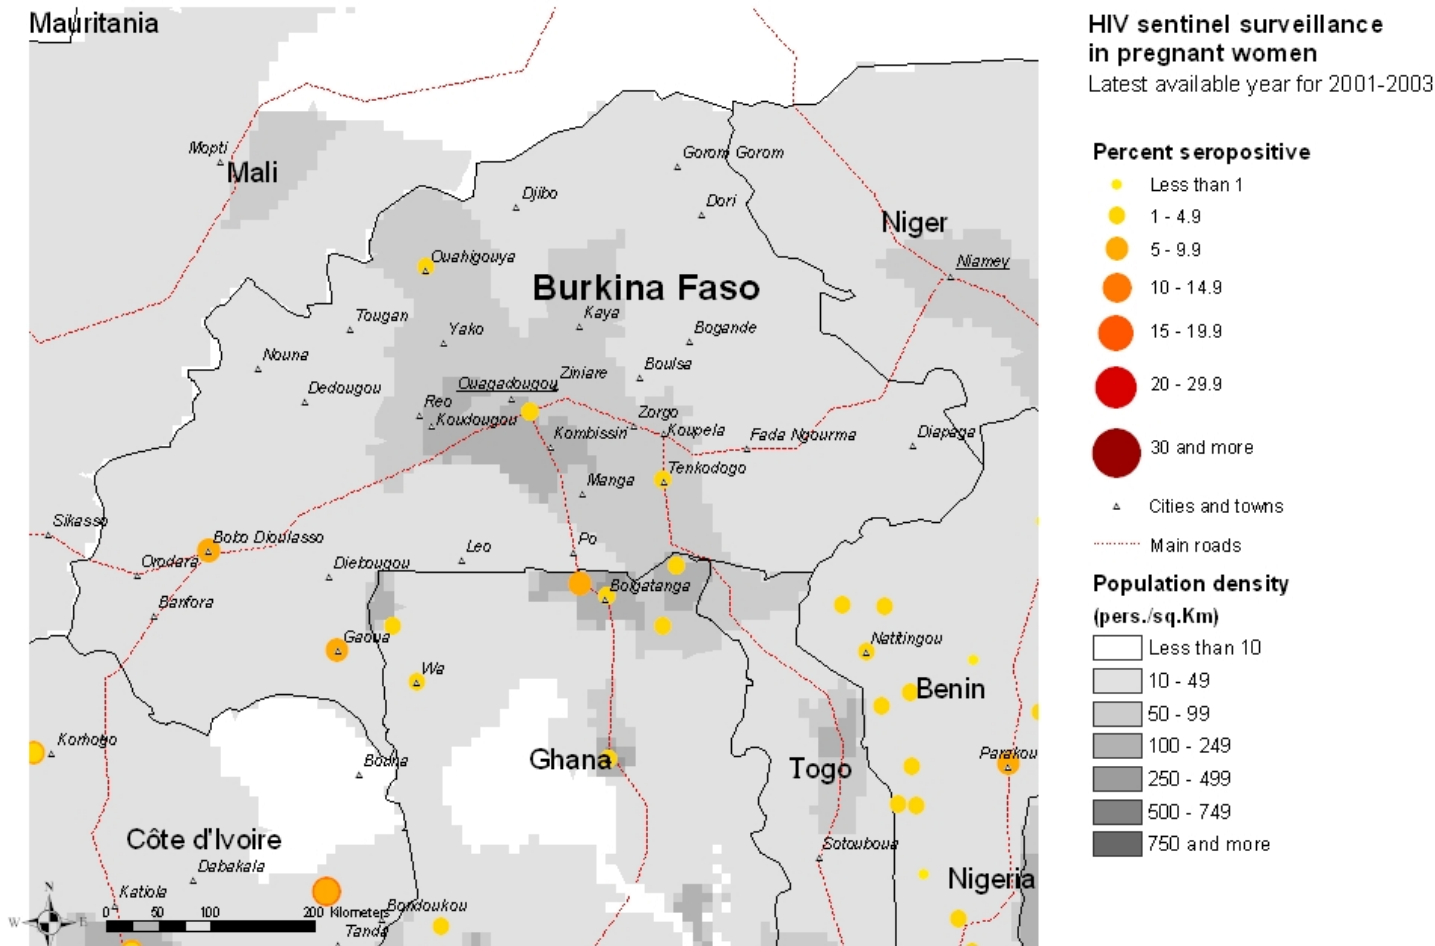 Mauritania
HIV sentinel surveillance
in pregnant women
Latest available year for 2001-2003
Mopti
Mali
Gorom Gorom
Djibo
Dori
Niger
Niamey
Ouahigouya
Burkina Faso
Tougan
Yako
Kaya
Bogande
Nouna
Dedougou
Boulsa
Ouagadougou
Ziniare
Reo
Koudougou
Kombissin
Zorgo
Koupela
Fada Ngourma
Diapaga
Manga
Tenkodogo
Sikasso
Bobo Dioulasso
Orodara
Leo
Po
Diebougou
Bolgatanga
Banfora
Gaoua
Wa
Natitingou
Benin
Korhogo
Bouna
Ghana
Togo
Parakou
Côte d'Ivoire
Sotouboua
Dabakala
Nigeria
Katiola
Bondoukou
Tanda
N
W
E
0 50 100 200 Kilometers
Percent seropositive
Less than 1
1 - 4.9
5 - 9.9
10 - 14.9
15 - 19.9
20 - 29.9
30 and more
Cities and towns
Main roads
Population density
(pers./sq.Km)
Less than 10
10 - 49
50 - 99
100 - 249
250 - 499
500 - 749
750 and more